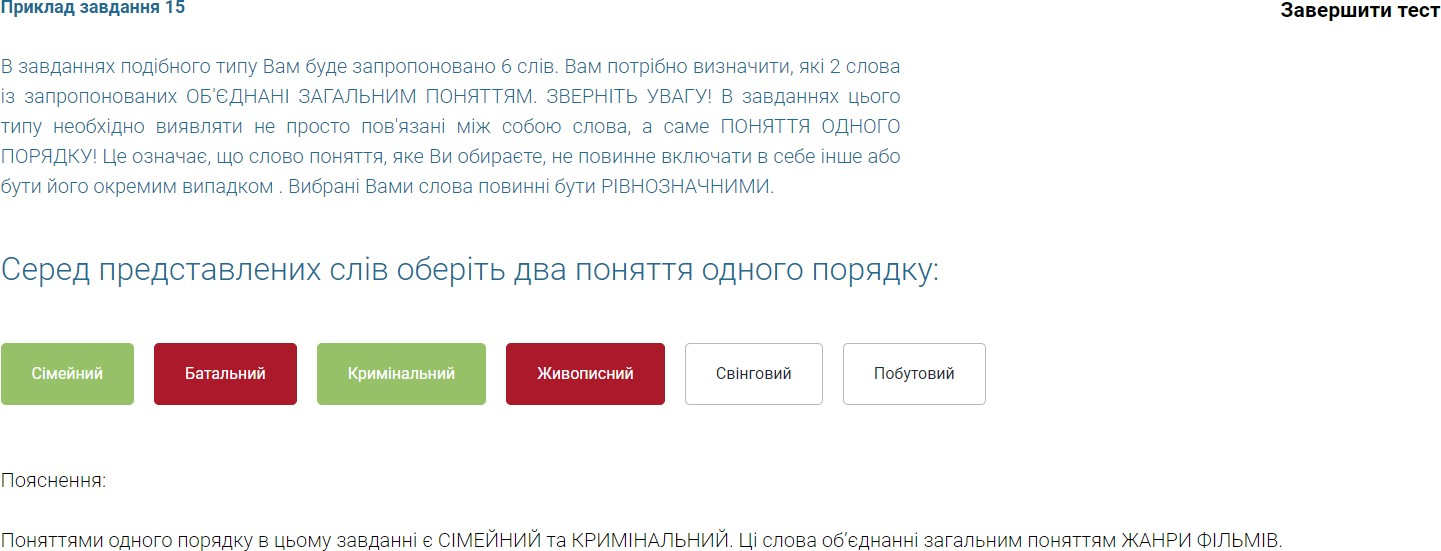 Приклад завдання 15
Завершити тест
В завданнях подібного типу Вам буде запропоновано 6 слів. Вам потрібно визначити, які 2 слова
із запропонованих ОБ'ЄДНАНІ ЗАГАЛЬНИМ ПОНЯТТЯМ. ЗВЕРНІТЬ УВАГУ! В завданнях цього
типу необхідно виявляти не просто пов'язані між собою слова, а саме ПОНЯТТЯ ОДНОГО
ПОРЯДКУ! Це означає, що слово поняття, яке Ви обираєте, не повинне включати в себе інше або
бути його окремим випадком . Вибрані Вами слова повинні бути РІВНОЗНАЧНИМИ.
Серед представлених слів оберіть два поняття одного порядку:
Сімейний Батальний Кримінальний Живописний Свінговий Побутовий
Пояснення:
Поняттями одного порядку в цьому завданні є СІМЕЙНИЙ та КРИМІНАЛЬНИЙ. Ці слова об’єднанні загальним поняттям ЖАНРИ ФІЛЬМІВ.